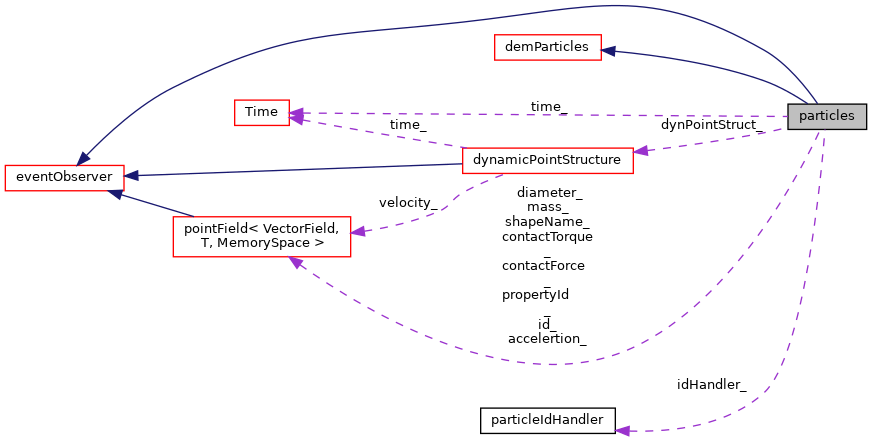 demParticles
Time
time_
particles
time_
dynPointStruct_
dynamicPointStructure
eventObserver
velocity_
diameter_
mass_
shapeName_
contactTorque
_
contactForce
_
propertyId
_
id_
accelertion_
pointField< VectorField,
T, MemorySpace >
idHandler_
particleIdHandler